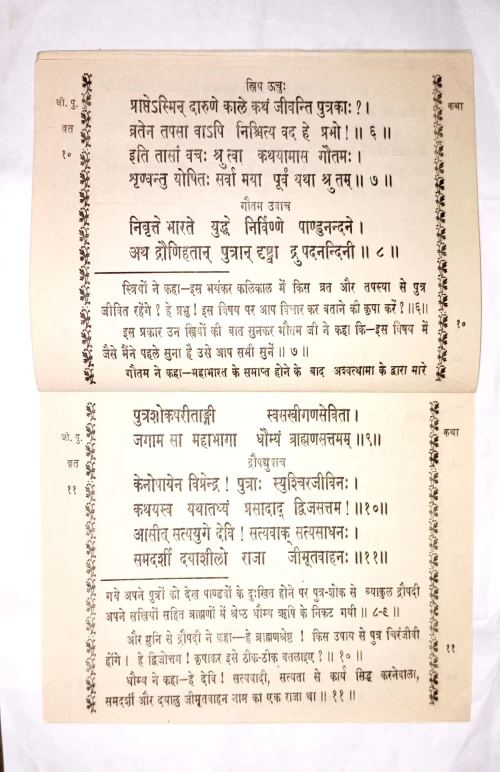 स्त्रिय ऊचुः
श्री. पु. प्राप्तेऽस्मिन् दारुणे काले कथं जीवन्ति पुत्रकाः ? । कथा
व्रत व्रतेन तपसा वाऽपि निश्चित्य वद हे प्रभो ! ॥ ६ ॥
१० इति तासां वचः श्रुत्वा कथयामास गौतमः ।
शृण्वन्तु योषितः सर्वा मया पूर्वं यथा श्रुतम् ॥ ७ ॥
गौतम उवाच
निवृत्ते भारते युद्धे निर्विण्णे पाण्डुनन्दने ।
अथ द्रौणिहतान् पुत्रान् दृष्ट्वा द्रुपदनन्दिनी ॥ ८ ॥
स्त्रियों ने कहा—इस भयंकर कलिकाल में किस व्रत और तपस्या से पुत्र
जीवित रहेंगे ? हे प्रभु ! इस विषय पर आप विचार कर बताने की कृपा करें ! ॥६॥
इस प्रकार उन स्त्रियों की बात सुनकर गौतम जी ने कहा कि—इस विषय में १०
जैसे मैंने पहले सुना है उसे आप सभी सुनें ॥ ७ ॥
गौतम ने कहा—महाभारत के समाप्त होने के बाद अश्वत्थामा के द्वारा मारे
पुत्रशोकपरीताङ्गी स्वसखीगणसेविता ।
जी. पु. जगाम सा महाभागा धौम्यं ब्राह्मणसत्तमम् ॥९॥ कथा
व्रत द्रौपद्युवाच
११ केनोपायेन विप्रेन्द्र ! पुत्राः स्युश्चिरजीविनः ।
कथयस्व यथातथ्यं प्रसादाद् द्विजसत्तम ! ॥१०॥
आसीत् सत्ययुगे देवि ! सत्यवाक् सत्यसाधनः ।
समदर्शी दयाशीलो राजा जीमूतवाहनः ॥११॥
गये अपने पुत्रों को देख पाण्डवों के दुःखित होने पर पुत्र-शोक से व्याकुल द्रौपदी
अपने सखियों सहित ब्राह्मणों में श्रेष्ठ धौम्य ऋषि के निकट गयी ॥ ८-९ ॥
और मुनि से द्रौपदी ने कहा—हे ब्राह्मणश्रेष्ठ ! किस उपाय से पुत्र चिरंजीवी
होंगे । हे द्विजोत्तम ! कृपाकर इसे ठीक-ठीक बतलाइए ? ॥ १० ॥ ११
धौम्य ने कहा—हे देवि ! सत्यवादी, सत्यता से कार्य सिद्ध करनेवाला,
समदर्शी और दयालु जीमूतवाहन नाम का एक राजा था ॥ ११ ॥